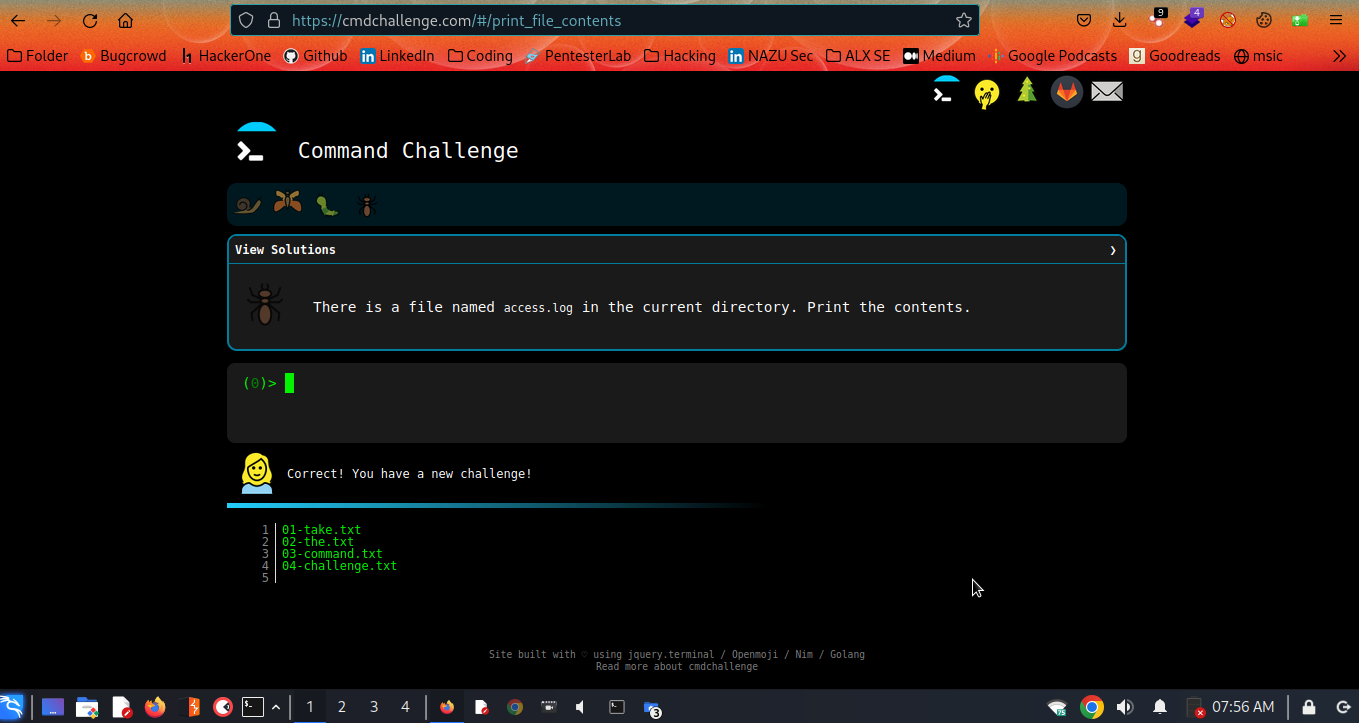 https://cmdchallenge.com/#/print_file_contents
9
4
Folder Bugcrowd HackerOne Github LinkedIn Coding PentesterLab Hacking NAZU Sec ALX SE Medium Google Podcasts Goodreads msic
Command Challenge
View Solutions
There is a file named access.log in the current directory. Print the contents.
(0)>
Correct! You have a new challenge!
1 01-take.txt
2 02-the.txt
3 03-command.txt
4 04-challenge.txt
5
Site built with ♡ using jquery.terminal / Openmoji / Nim / Golang
Read more about cmdchallenge
1 2 3 4 3 07:56 AM